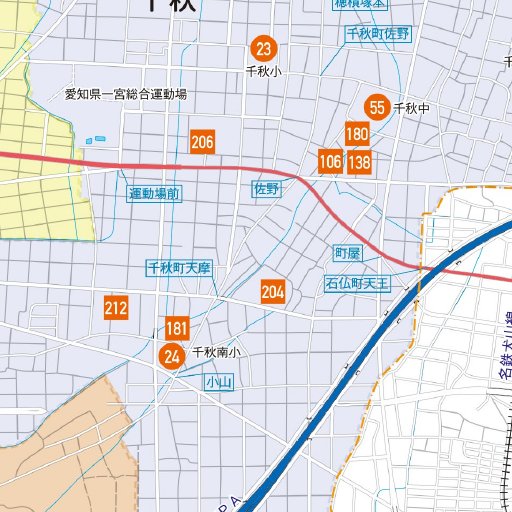 千秋
穂積塚本
23
千秋町佐野
千秋小
愛知県一宮総合運動場
55
千秋中
206
180
106
138
運動場前
佐野
千秋町天摩
町屋
石仏町天王
204
212
181
24
千秋南小
小山
名鉄犬山線
PA